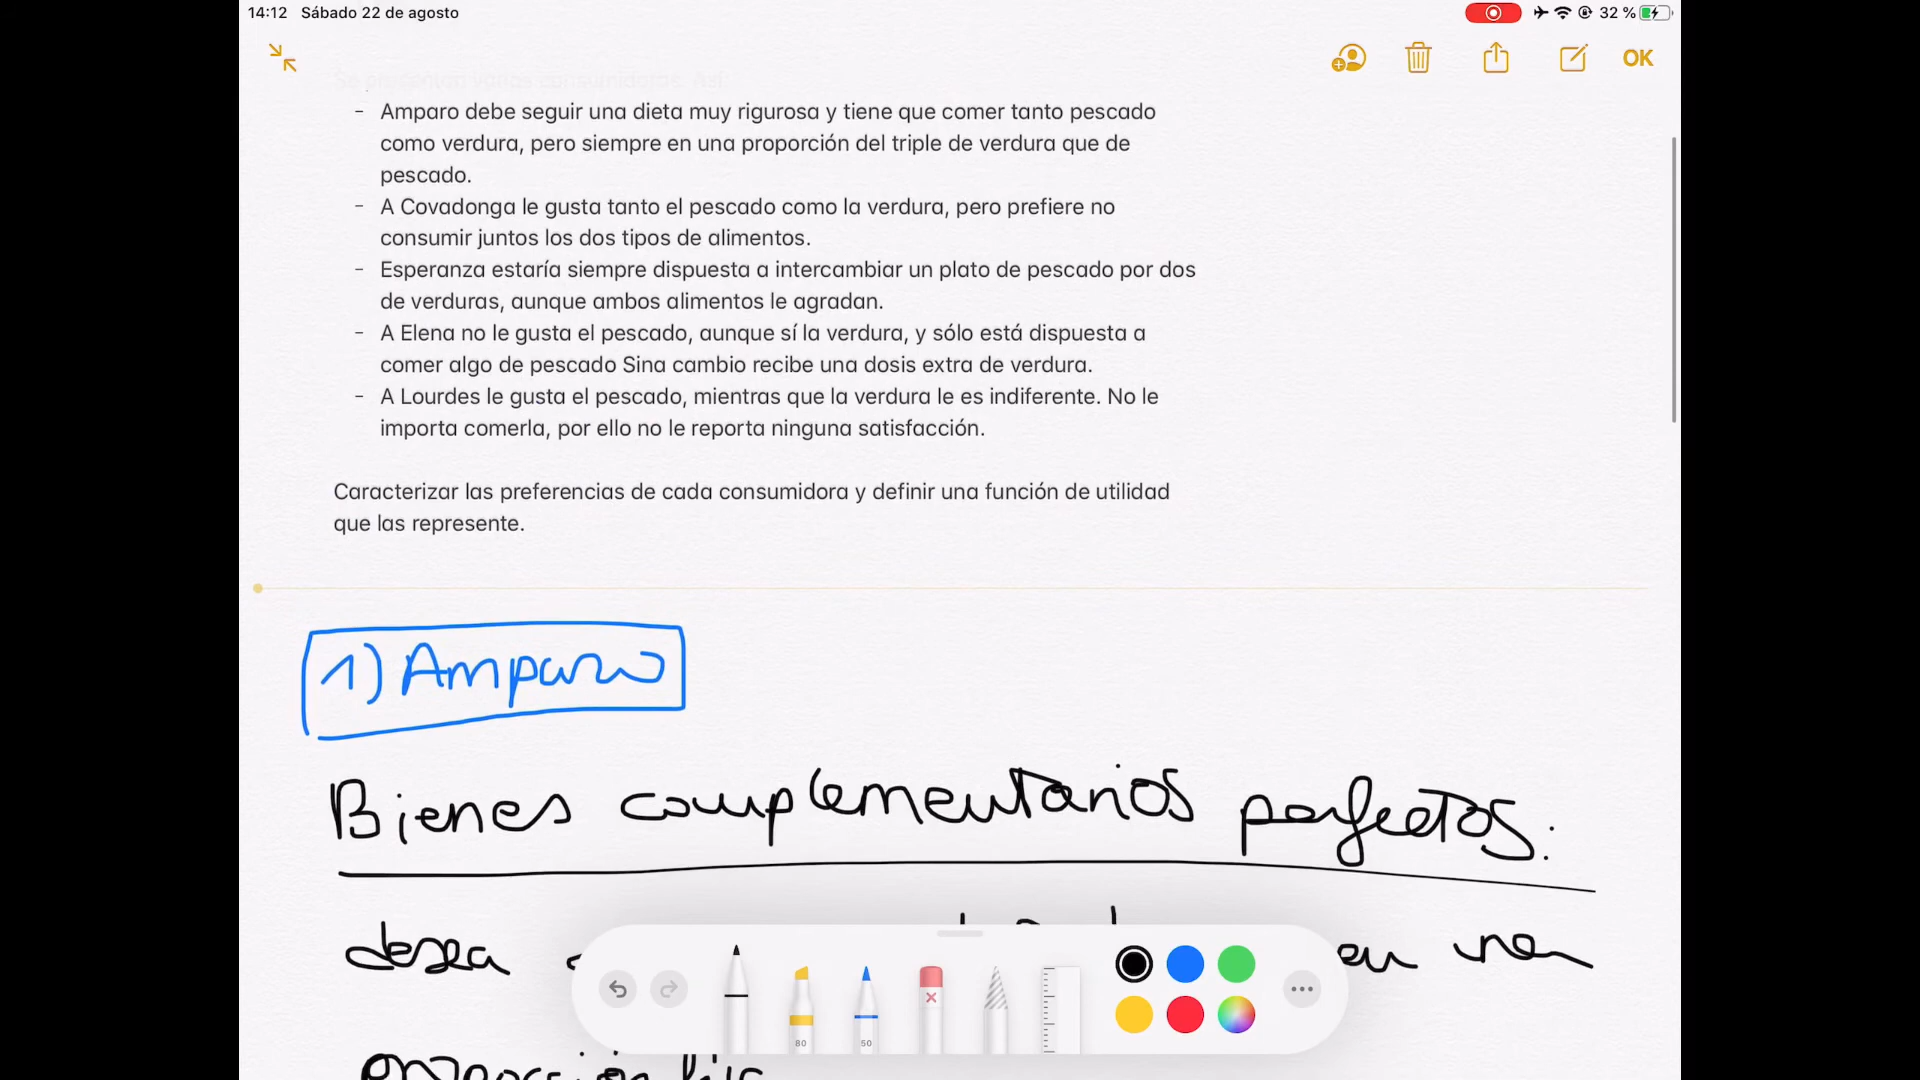 14:12 Sábado 22 de agosto
32 %
OK
Se presentan varias consumidoras. Así:
- Amparo debe seguir una dieta muy rigurosa y tiene que comer tanto pescado
como verdura, pero siempre en una proporción del triple de verdura que de
pescado.
- A Covadonga le gusta tanto el pescado como la verdura, pero prefiere no
consumir juntos los dos tipos de alimentos.
- Esperanza estaría siempre dispuesta a intercambiar un plato de pescado por dos
de verduras, aunque ambos alimentos le agradan.
- A Elena no le gusta el pescado, aunque sí la verdura, y sólo está dispuesta a
comer algo de pescado Sina cambio recibe una dosis extra de verdura.
- A Lourdes le gusta el pescado, mientras que la verdura le es indiferente. No le
importa comerla, por ello no le reporta ninguna satisfacción.
Caracterizar las preferencias de cada consumidora y definir una función de utilidad
que las represente.
1) Amparo
Bienes complementarios perfectos:
desea
80
50